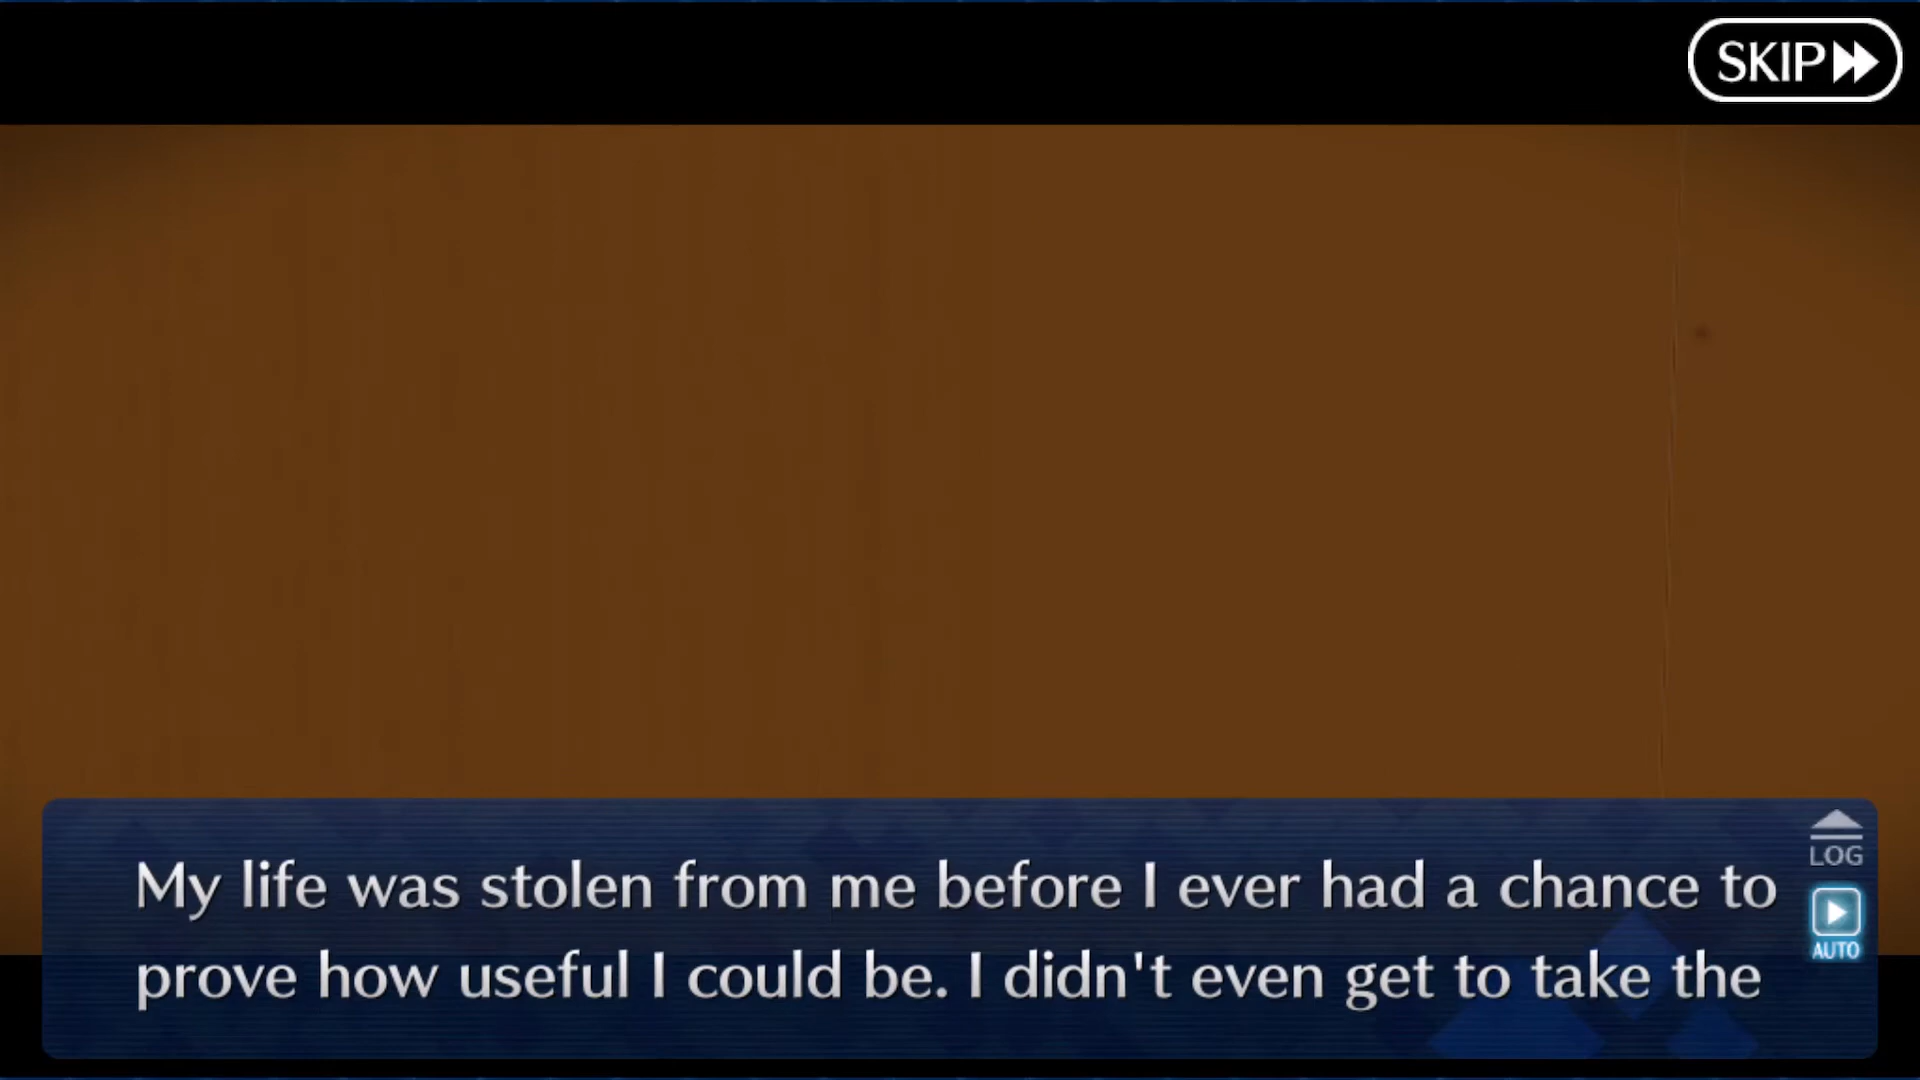 SKIP
LOG
My life was stolen from me before I ever had a chance to
prove how useful I could be. I didn't even get to take the
AUTO